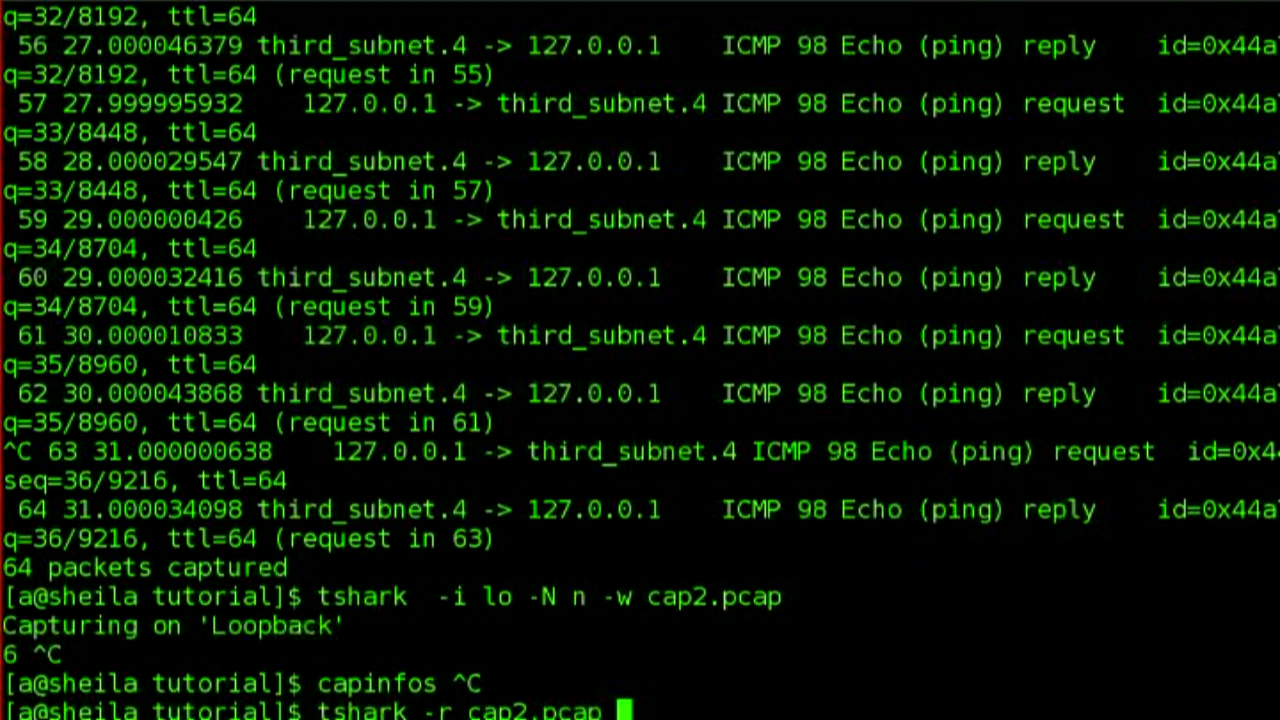 q=32/8192, ttl=64
56 27.000046379 third_subnet.4 -> 127.0.0.1 ICMP 98 Echo (ping) reply id=0x44a
q=32/8192, ttl=64 (request in 55)
57 27.999995932 127.0.0.1 -> third_subnet.4 ICMP 98 Echo (ping) request id=0x44a
q=33/8448, ttl=64
58 28.000029547 third_subnet.4 -> 127.0.0.1 ICMP 98 Echo (ping) reply id=0x44a
q=33/8448, ttl=64 (request in 57)
59 29.000000426 127.0.0.1 -> third_subnet.4 ICMP 98 Echo (ping) request id=0x44a
q=34/8704, ttl=64
60 29.000032416 third_subnet.4 -> 127.0.0.1 ICMP 98 Echo (ping) reply id=0x44a
q=34/8704, ttl=64 (request in 59)
61 30.000010833 127.0.0.1 -> third_subnet.4 ICMP 98 Echo (ping) request id=0x44a
q=35/8960, ttl=64
62 30.000043868 third_subnet.4 -> 127.0.0.1 ICMP 98 Echo (ping) reply id=0x44a
q=35/8960, ttl=64 (request in 61)
^C 63 31.000000638 127.0.0.1 -> third_subnet.4 ICMP 98 Echo (ping) request id=0x4
seq=36/9216, ttl=64
64 31.000034098 third_subnet.4 -> 127.0.0.1 ICMP 98 Echo (ping) reply id=0x44a
q=36/9216, ttl=64 (request in 63)
64 packets captured
[a@sheila tutorial]$ tshark -i lo -N n -w cap2.pcap
Capturing on 'Loopback'
6 ^C
[a@sheila tutorial]$ capinfos ^C
[a@sheila tutorial]$ tshark -r cap2.pcap